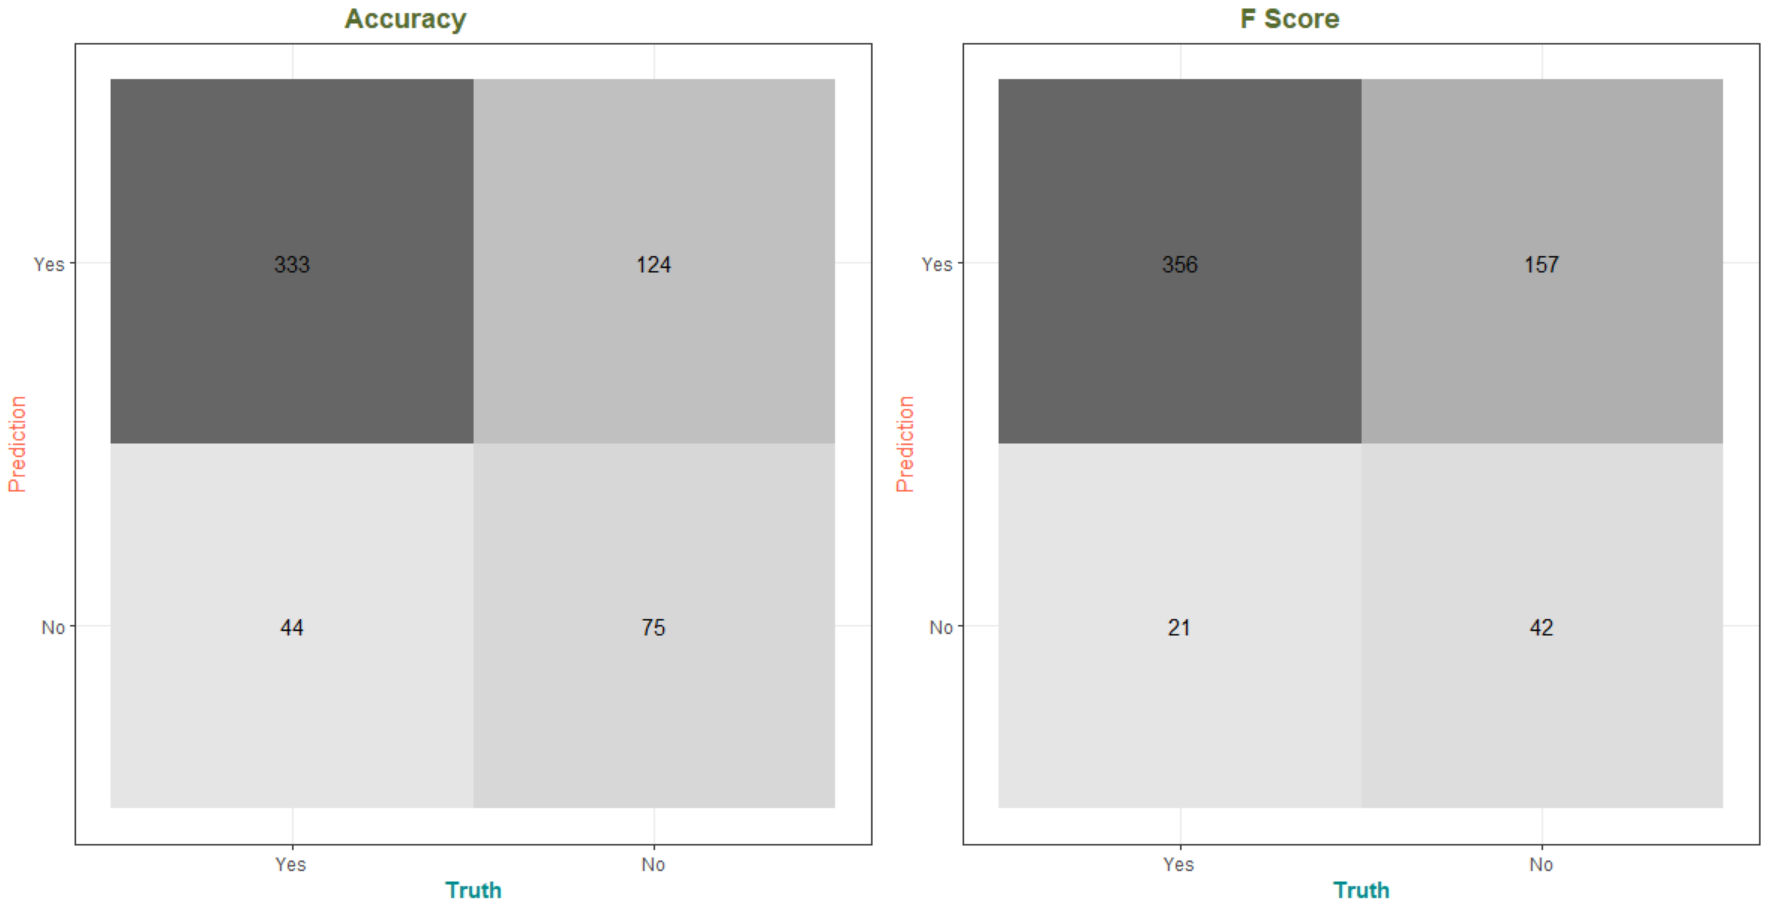 Accuracy
Prediction
Yes
333
124
No
44
75
Yes
No
Truth
F Score
Prediction
Yes
356
157
No
21
42
Yes
No
Truth